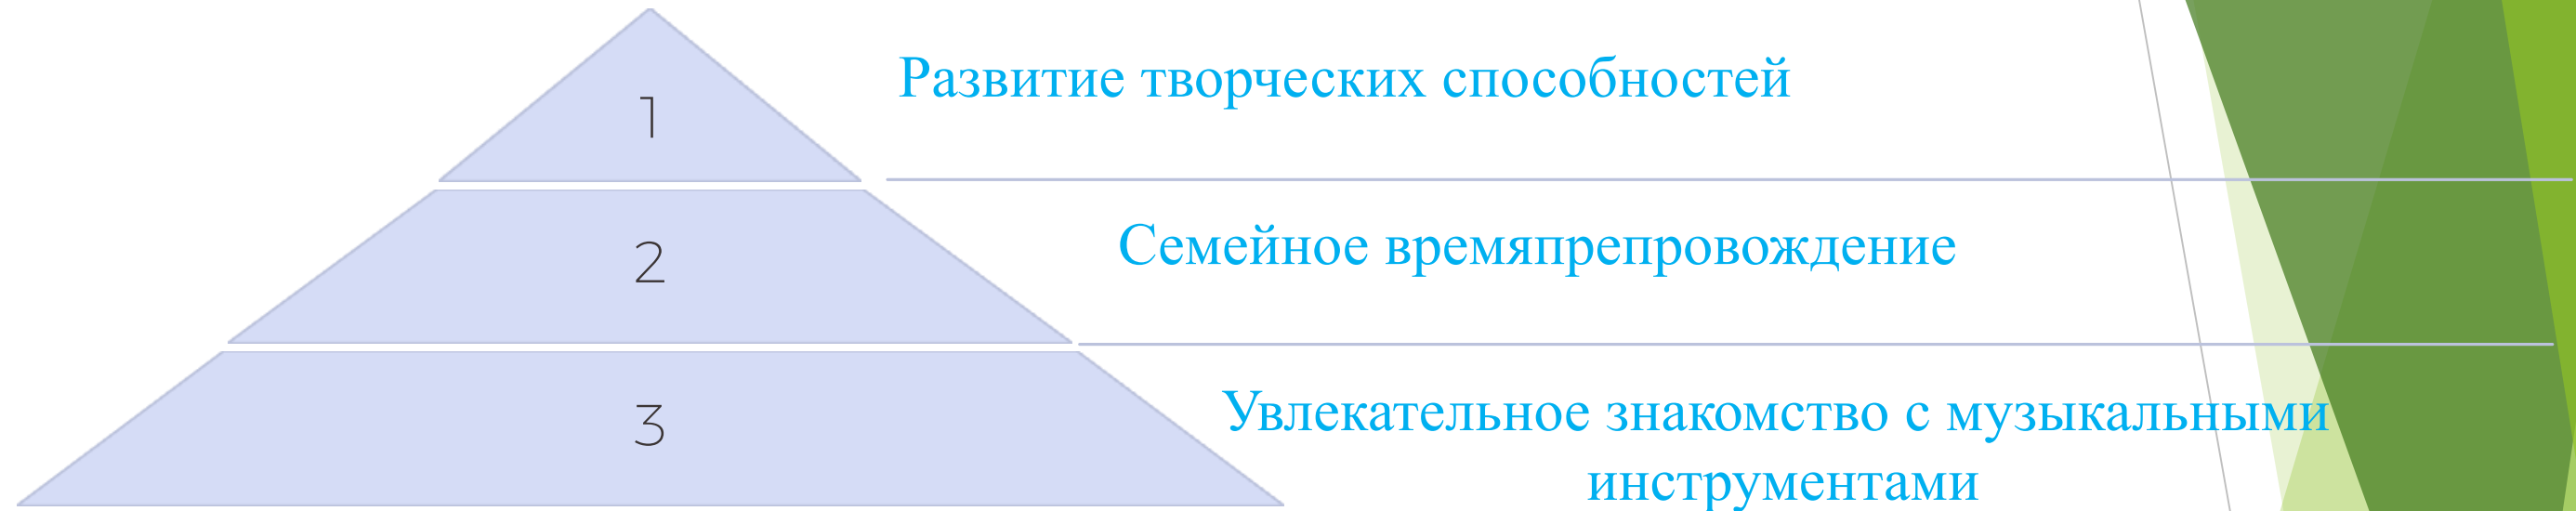 1
Развитие творческих способностей
2
Семейное времяпрепровождение
3
Увлекательное знакомство с музыкальными
инструментами